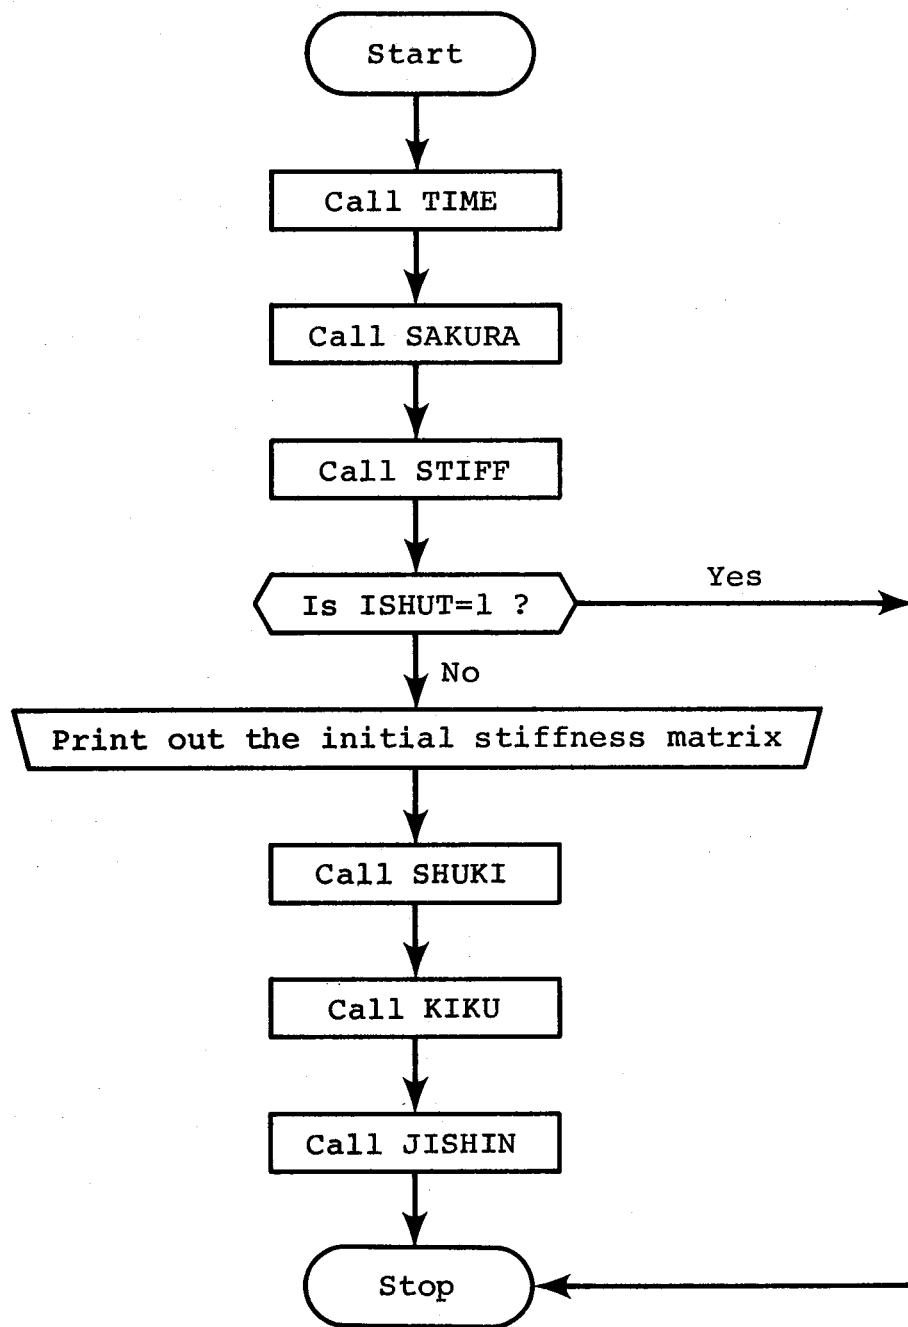 Start
Call TIME
Call SAKURA
Call STIFF
Is ISHUT=1 ?
Yes
No
Print out the initial stiffness matrix
Call SHUKI
Call KIKU
Call JISHIN
Stop